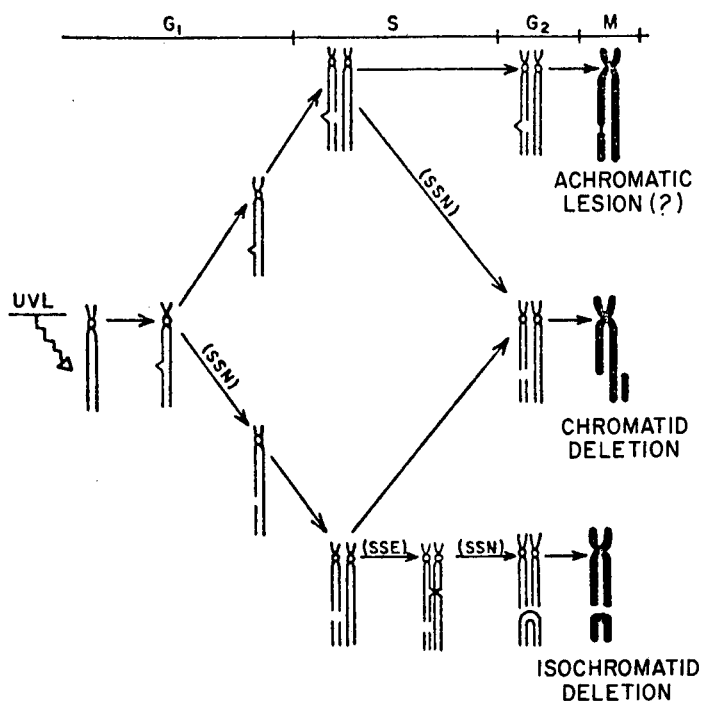 G₁ S G₂ M
(SSN)
ACHROMATIC
LESION (?)
UVL
(SSN)
CHROMATID
DELETION
(SSE) (SSN)
ISOCHROMATID
DELETION